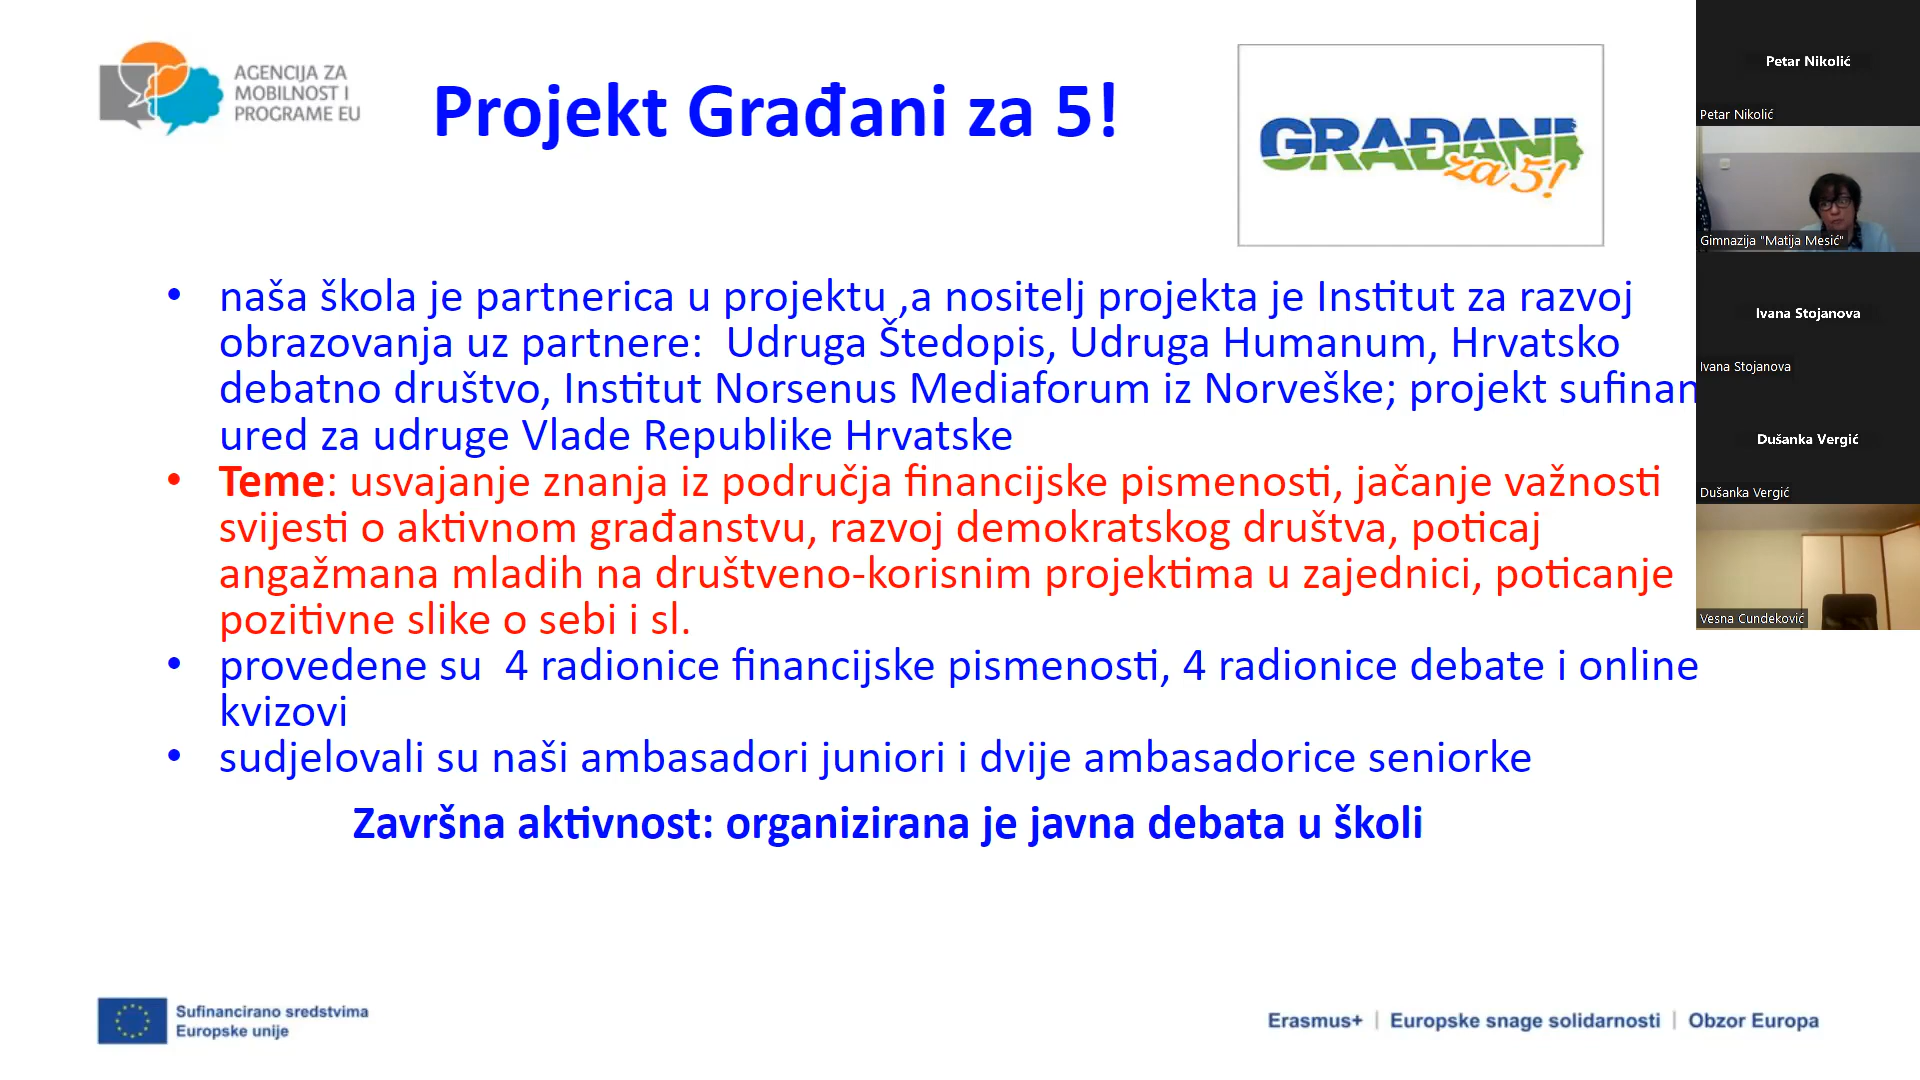 AGENCIJA ZA
MOBILNOST I
PROGRAME EU
Projekt Građani za 5!
GRAĐANI
za 5!
• naša škola je partnerica u projektu ,a nositelj projekta je Institut za razvoj
obrazovanja uz partnere:  Udruga Štedopis, Udruga Humanum, Hrvatsko
debatno društvo, Institut Norsenus Mediaforum iz Norveške; projekt sufinan
ured za udruge Vlade Republike Hrvatske
• Teme: usvajanje znanja iz područja financijske pismenosti, jačanje važnosti
svijesti o aktivnom građanstvu, razvoj demokratskog društva, poticaj
angažmana mladih na društveno-korisnim projektima u zajednici, poticanje
pozitivne slike o sebi i sl.
• provedene su  4 radionice financijske pismenosti, 4 radionice debate i online
kvizovi
• sudjelovali su naši ambasadori juniori i dvije ambasadorice seniorke
Završna aktivnost: organizirana je javna debata u školi
Sufinancirano sredstvima
Europske unije
Erasmus+ | Europske snage solidarnosti | Obzor Europa
Petar Nikolić
Petar Nikolić
Gimnazija "Matija Mesić"
Ivana Stojanova
Ivana Stojanova
Dušanka Vergić
Dušanka Vergić
Vesna Cundeković